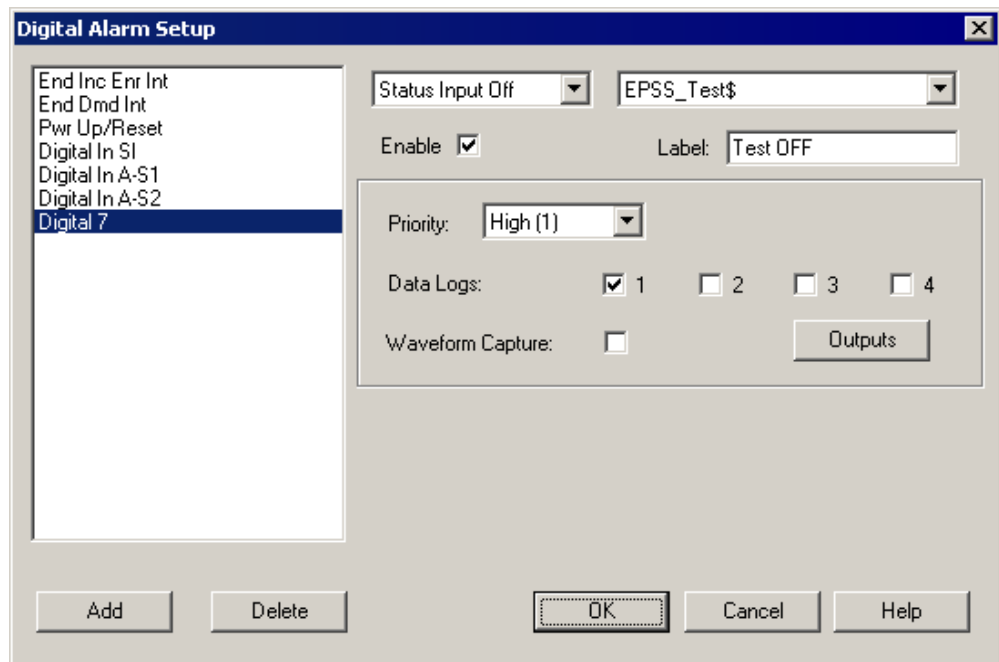 Digital Alarm Setup
End Inc Enr Int
End Dmd Int
Pwr Up/Reset
Digital In SI
Digital In A-S1
Digital In A-S2
Digital 7
Status Input Off
EPSS_Test$
Enable
Label: Test OFF
Priority: High (1)
Data Logs: 1 2 3 4
Waveform Capture: Outputs
Add Delete OK Cancel Help